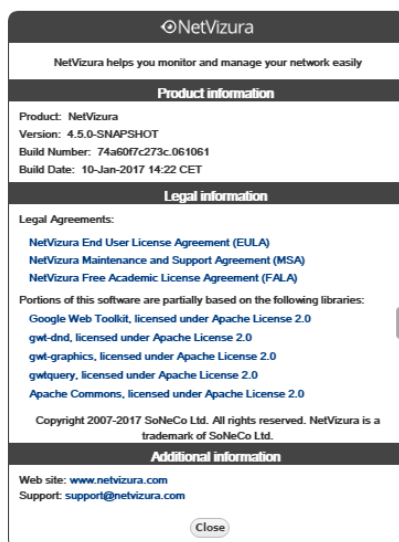 NetVizura
NetVizura helps you monitor and manage your network easily
Product information
Product: NetVizura
Version: 4.5.0-SNAPSHOT
Build Number: 74a60f7c273c.061061
Build Date: 10-Jan-2017 14:22 CET
Legal information
Legal Agreements:
NetVizura End User License Agreement (EULA)
NetVizura Maintenance and Support Agreement (MSA)
NetVizura Free Academic License Agreement (FALA)
Portions of this software are partially based on the following libraries:
Google Web Toolkit, licensed under Apache License 2.0
gwt-dnd, licensed under Apache License 2.0
gwt-graphics, licensed under Apache License 2.0
gwtquery, licensed under Apache License 2.0
Apache Commons, licensed under Apache License 2.0
Copyright 2007-2017 SoNeCo Ltd. All rights reserved. NetVizura is a
trademark of SoNeCo Ltd.
Additional information
Web site: www.netvizura.com
Support: support@netvizura.com
Close